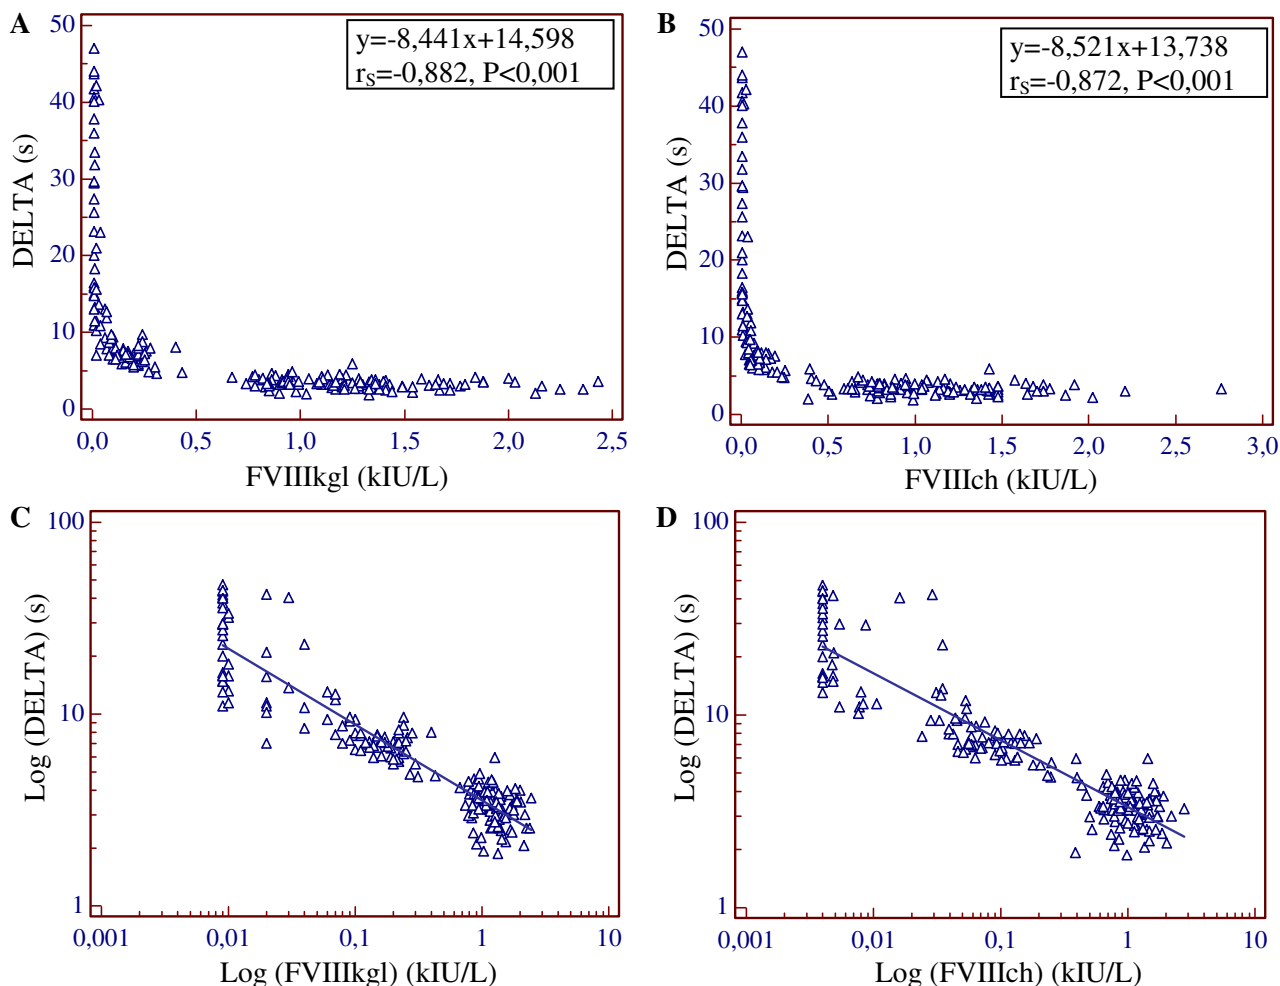 A
y=-8,441x+14,598
rS=-0,882, P<0,001
50
40
30
20
10
0
DELTA (s)
0,0 0,5 1,0 1,5 2,0 2,5
FVIIIkgl (kIU/L)
B
y=-8,521x+13,738
rS=-0,872, P<0,001
50
40
30
20
10
0
DELTA (s)
0,0 0,5 1,0 1,5 2,0 2,5 3,0
FVIIIch (kIU/L)
C
100
10
1
Log (DELTA) (s)
0,001 0,01 0,1 1 10
Log (FVIIIkgl) (kIU/L)
D
100
10
1
Log (DELTA) (s)
0,001 0,01 0,1 1 10
Log (FVIIIch) (kIU/L)